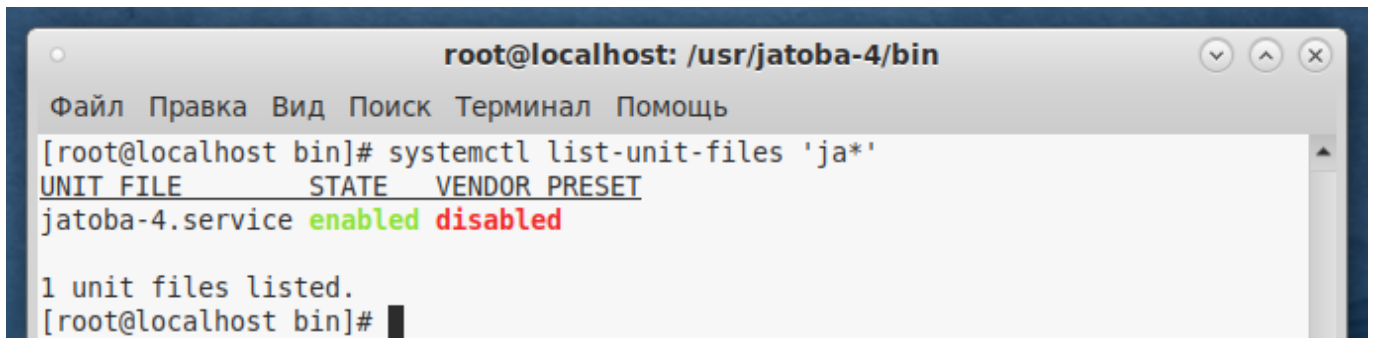 root@localhost: /usr/jatoba-4/bin
Файл Правка Вид Поиск Терминал Помощь
[root@localhost bin]# systemctl list-unit-files 'ja*'
UNIT FILE        STATE   VENDOR PRESET
jatoba-4.service enabled disabled
1 unit files listed.
[root@localhost bin]#